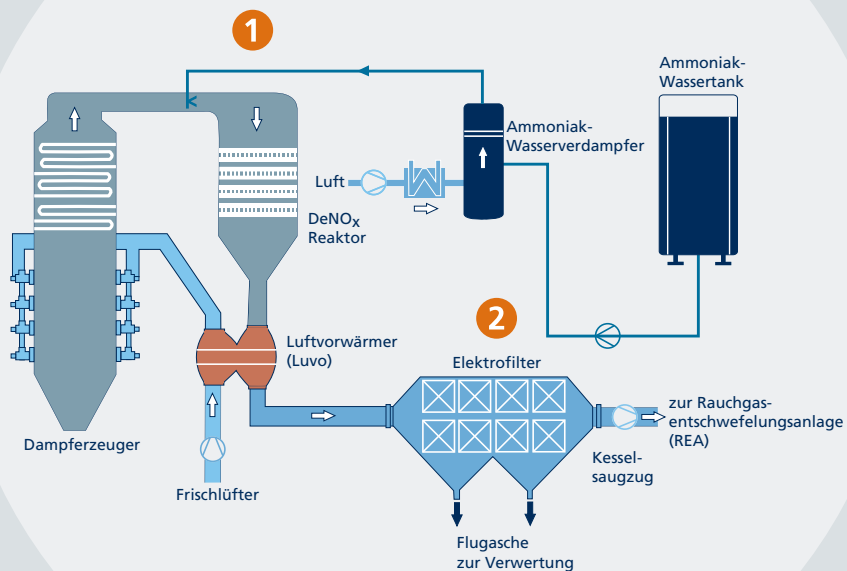 1
Ammoniak-
Wassertank
Ammoniak-
Wasserverdampfer
Luft
DeNOx
Reaktor
2
Luftvorwärmer
(Luvo)
Elektrofilter
zur Rauchgas-
entschwefelungsanlage
(REA)
Dampferzeuger
Kessel-
saugzug
Frischlüfter
Flugasche
zur Verwertung